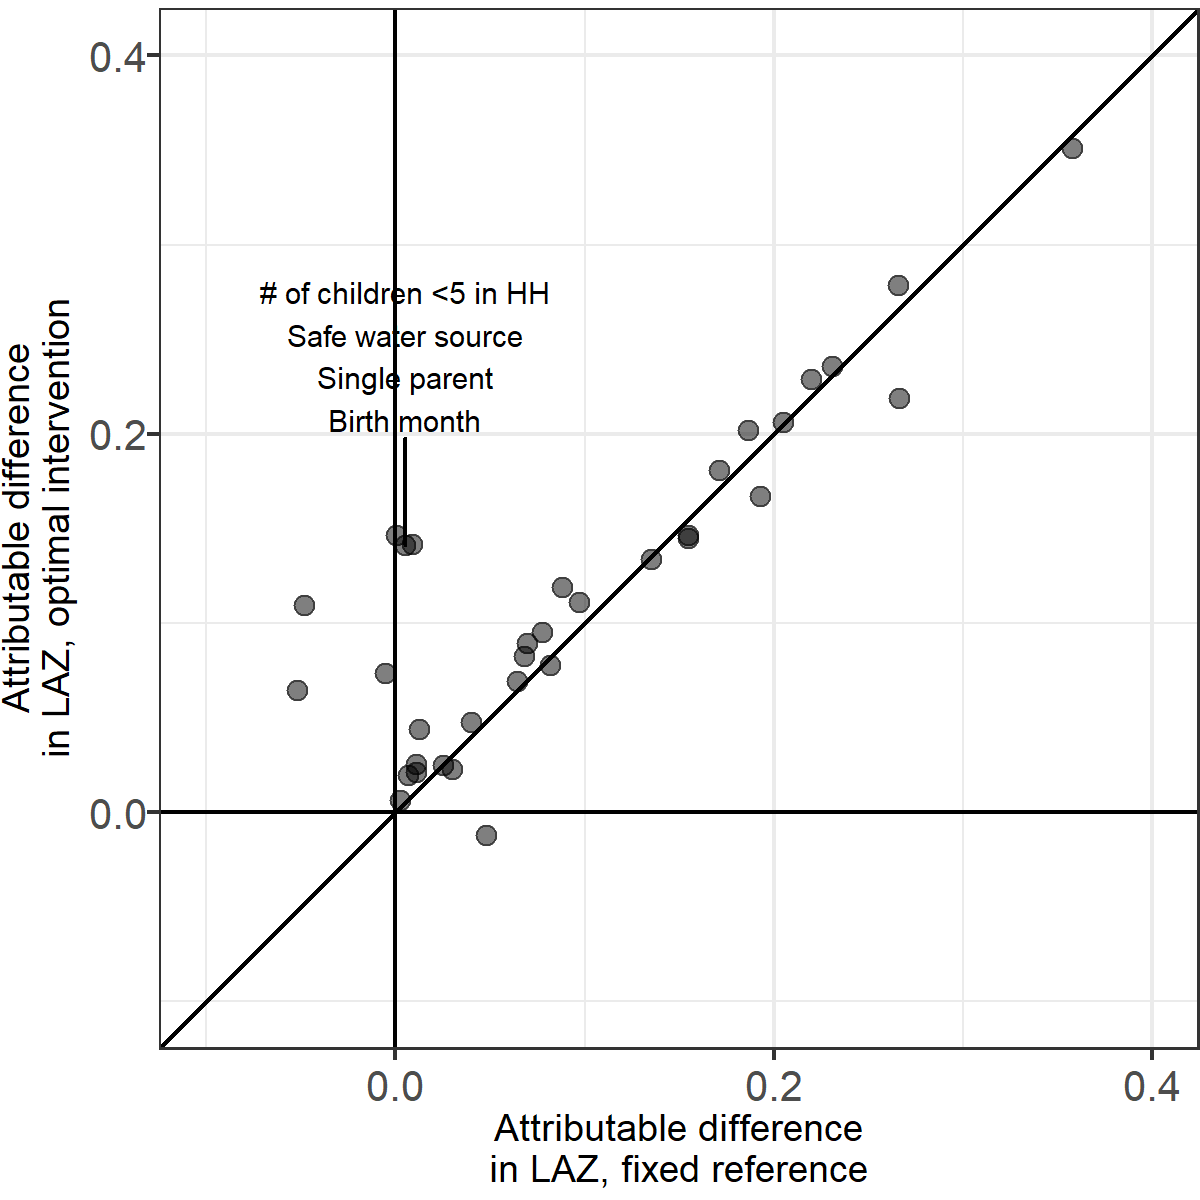 0.4
0.2
0.0
Attributable difference
in LAZ, optimal intervention
# of children <5 in HH
Safe water source
Single parent
Birth month
0.0
0.2
0.4
Attributable difference
in LAZ, fixed reference